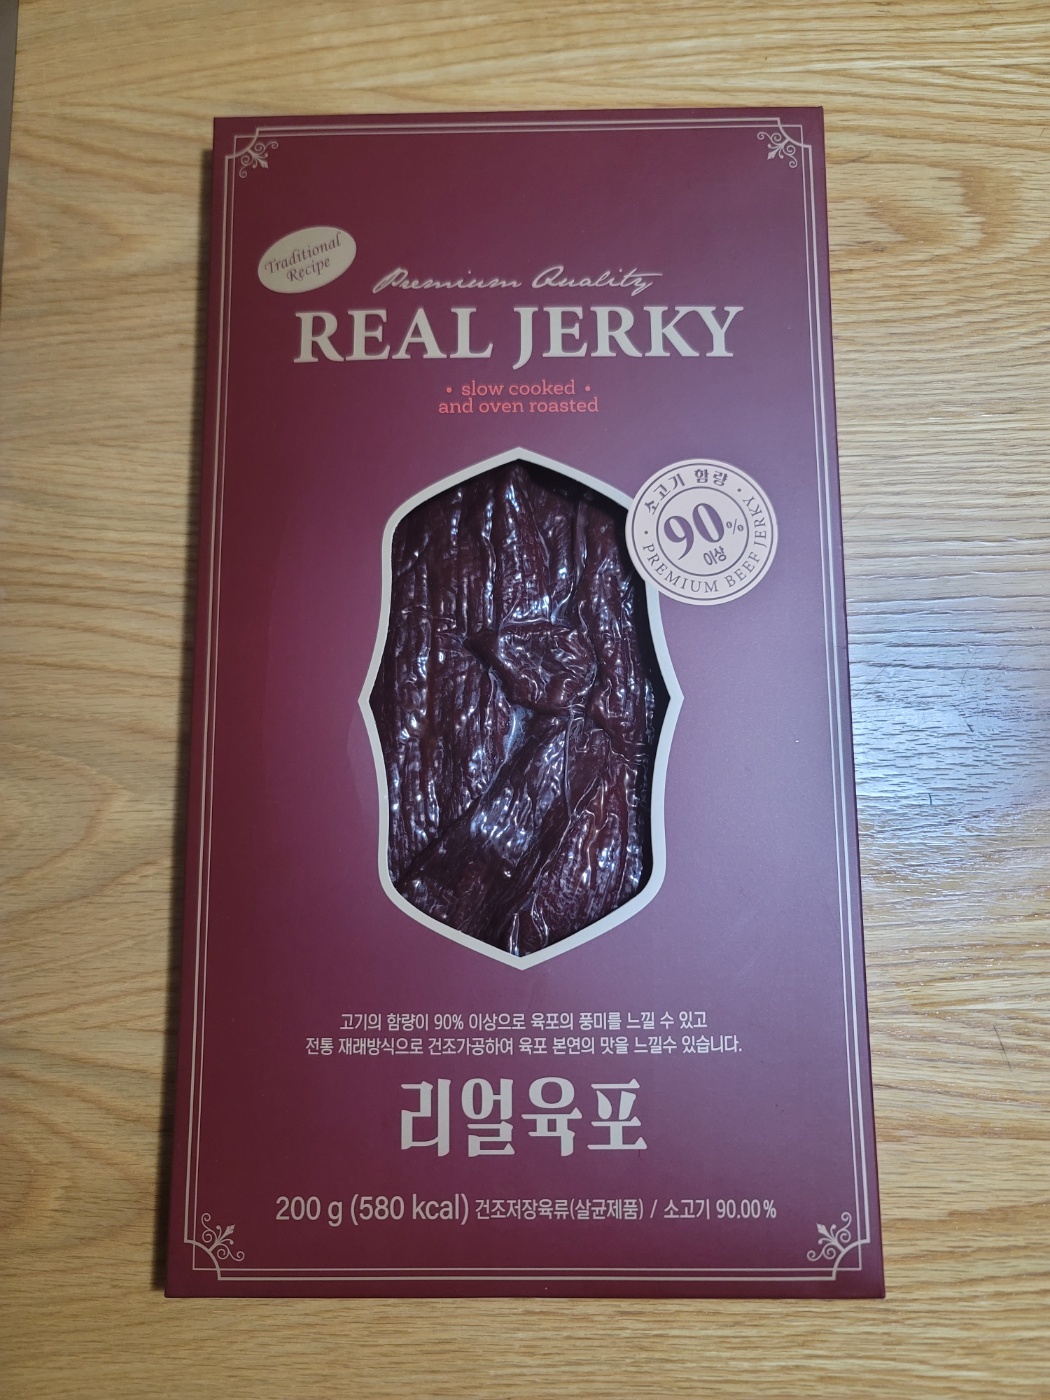 Traditional
Recipe
Premium Quality
REAL JERKY
• slow cooked •
and oven roasted
소고기 함량
90%
이상
• PREMIUM BEEF JERKY •
고기의 함량이 90% 이상으로 육포의 풍미를 느낄 수 있고
전통 재래방식으로 건조가공하여 육포 본연의 맛을 느낄수 있습니다.
리얼육포
200 g (580 kcal) 건조저장육류(살균제품) / 소고기 90.00%